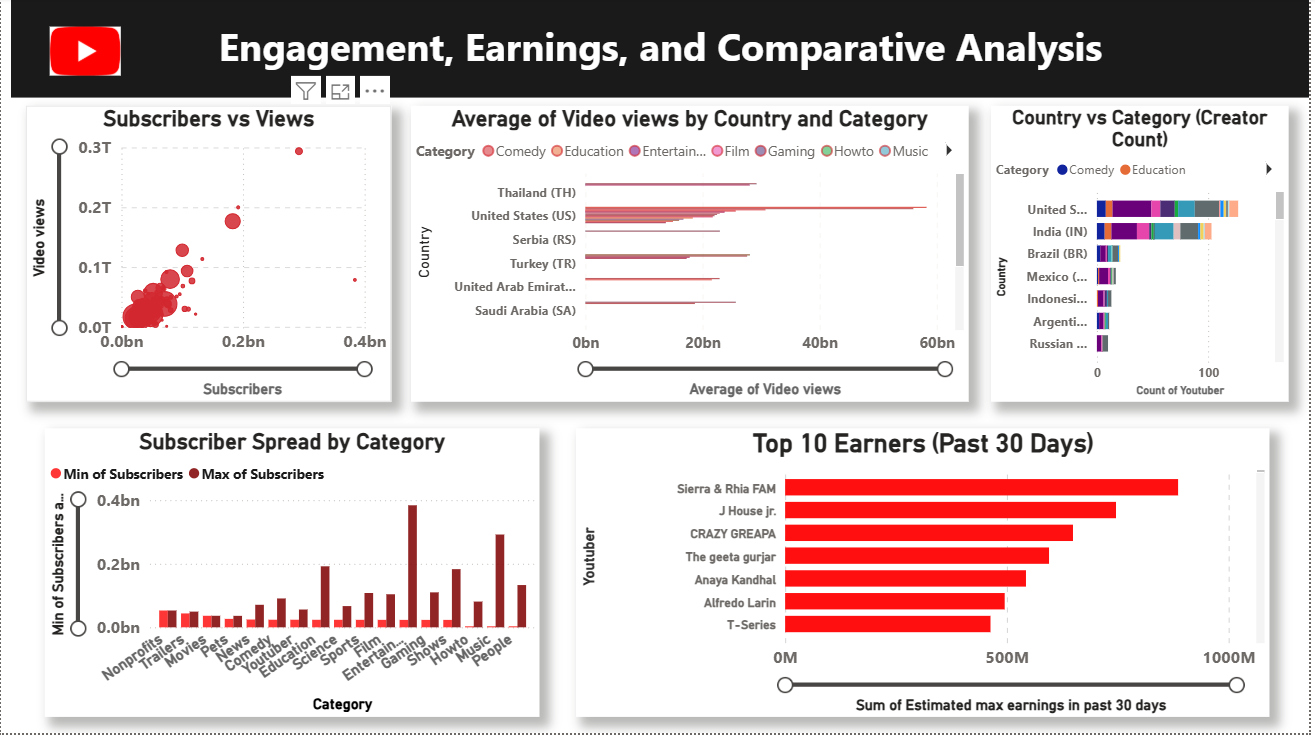 Engagement, Earnings, and Comparative Analysis
Subscribers vs Views
Video views
0.3T
0.2T
0.1T
0.0T
0.0bn 0.2bn 0.4bn
Subscribers
Average of Video views by Country and Category
Category Comedy Education Entertain... Film Gaming Howto Music
Country
Thailand (TH)
United States (US)
Serbia (RS)
Turkey (TR)
United Arab Emirat...
Saudi Arabia (SA)
0bn 20bn 40bn 60bn
Average of Video views
Country vs Category (Creator
Count)
Category Comedy Education
Country
United S...
India (IN)
Brazil (BR)
Mexico (...
Indonesi...
Argenti...
Russian ...
0 100
Count of Youtuber
Subscriber Spread by Category
Min of Subscribers Max of Subscribers
Min of Subscribers a...
0.4bn
0.2bn
0.0bn
Nonprofits
Trailers
Movies
Pets
News
Comedy
Youtuber
Education
Science
Sports
Film
Entertain...
Gaming
Shows
Howto
Music
People
Category
Top 10 Earners (Past 30 Days)
Youtuber
Sierra & Rhia FAM
J House jr.
CRAZY GREAPA
The geeta gurjar
Anaya Kandhal
Alfredo Larin
T-Series
0M 500M 1000M
Sum of Estimated max earnings in past 30 days